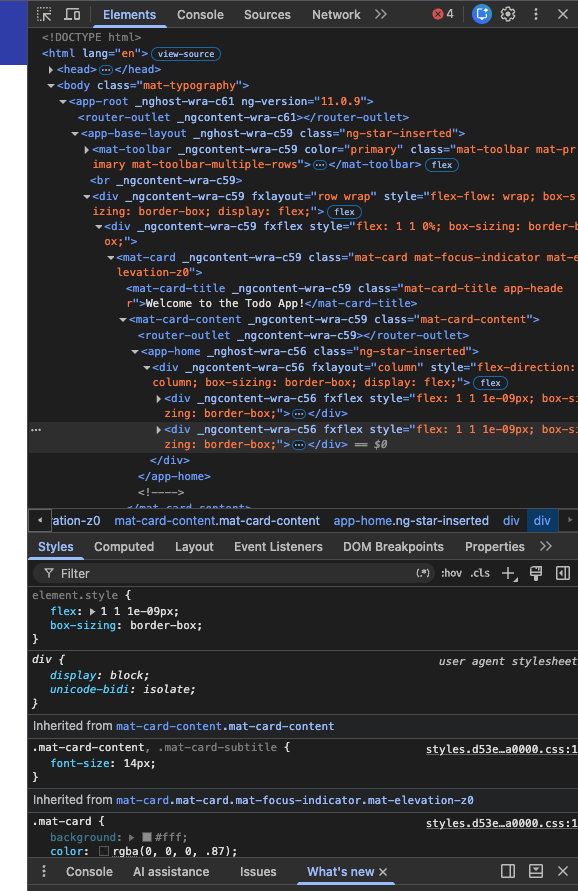 Elements Console Sources Network >> 4
<!DOCTYPE html>
<html lang="en"> view-source
<head> … </head>
<body class="mat-typography">
<app-root _nghost-wra-c61 ng-version="11.0.9">
<router-outlet _ngcontent-wra-c61></router-outlet>
<app-base-layout _nghost-wra-c59 class="ng-star-inserted">
<mat-toolbar _ngcontent-wra-c59 color="primary" class="mat-toolbar mat-pr
imary mat-toolbar-multiple-rows"> … </mat-toolbar> flex
<br _ngcontent-wra-c59>
<div _ngcontent-wra-c59 fxlayout="row wrap" style="flex-flow: wrap; box-s
izing: border-box; display: flex;"> flex
<div _ngcontent-wra-c59 fxflex style="flex: 1 1 0%; box-sizing: border-b
ox;">
<mat-card _ngcontent-wra-c59 class="mat-card mat-focus-indicator mat-e
levation-z0">
<mat-card-title _ngcontent-wra-c59 class="mat-card-title app-heade
r">Welcome to the Todo App!</mat-card-title>
<mat-card-content _ngcontent-wra-c59 class="mat-card-content">
<router-outlet _ngcontent-wra-c59></router-outlet>
<app-home _nghost-wra-c56 class="ng-star-inserted">
<div _ngcontent-wra-c56 fxlayout="column" style="flex-direction:
column; box-sizing: border-box; display: flex;"> flex
<div _ngcontent-wra-c56 fxflex style="flex: 1 1 1e-09px; box-si
zing: border-box;"> … </div>
… <div _ngcontent-wra-c56 fxflex style="flex: 1 1 1e-09px; box-si
zing: border-box;"> … </div> == $0
</div>
</app-home>
<!---->
</mat-card-content>
ration-z0 mat-card-content.mat-card-content app-home.ng-star-inserted div div
Styles Computed Layout Event Listeners DOM Breakpoints Properties >>
Filter (.*) :hov .cls
element.style {
flex: 1 1 1e-09px;
box-sizing: border-box;
}
div { user agent stylesheet
display: block;
unicode-bidi: isolate;
}
Inherited from mat-card-content.mat-card-content
.mat-card-content, .mat-card-subtitle { styles.d53e…a0000.css:1
font-size: 14px;
}
Inherited from mat-card.mat-card.mat-focus-indicator.mat-elevation-z0
.mat-card { styles.d53e…a0000.css:1
background: #fff;
color: rgba(0, 0, 0, .87);
Console AI assistance Issues What's new